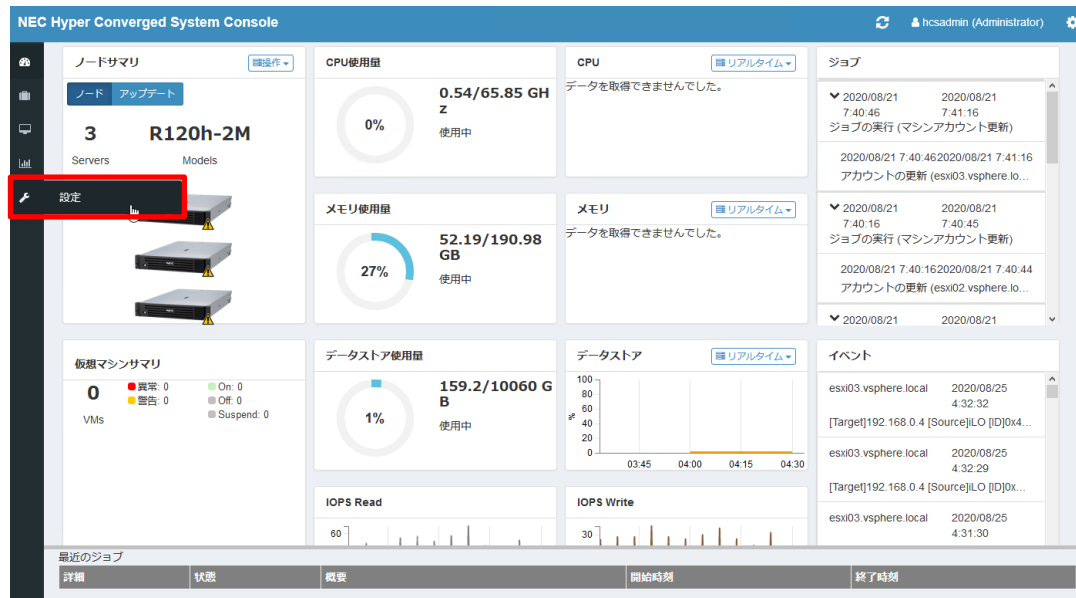 NEC Hyper Converged System Console
hcsadmin (Administrator)
ノードサマリ
操作
ノード アップデート
3 R120h-2M
Servers Models
設定
CPU使用量
0%
0.54/65.85 GH
z
使用中
CPU
リアルタイム
データを取得できませんでした。
ジョブ
2020/08/21 2020/08/21
7:40:46 7:41:16
ジョブの実行 (マシンアカウント更新)
2020/08/21 7:40:462020/08/21 7:41:16
アカウントの更新 (esxi03.vsphere.lo...
2020/08/21 2020/08/21
7:40:16 7:40:45
ジョブの実行 (マシンアカウント更新)
2020/08/21 7:40:162020/08/21 7:40:44
アカウントの更新 (esxi02.vsphere.lo...
2020/08/21 2020/08/21
メモリ使用量
27%
52.19/190.98
GB
使用中
メモリ
リアルタイム
データを取得できませんでした。
仮想マシンサマリ
0
VMs
異常: 0 On: 0
警告: 0 Off: 0
Suspend: 0
データストア使用量
1%
159.2/10060 G
B
使用中
データストア
リアルタイム
100
80
60
%
40
20
0
03:45 04:00 04:15 04:30
イベント
esxi03.vsphere.local 2020/08/25
4:32:32
[Target]192.168.0.4 [Source]iLO [ID]0x4...
esxi03.vsphere.local 2020/08/25
4:32:29
[Target]192.168.0.4 [Source]iLO [ID]0x...
esxi03.vsphere.local 2020/08/25
4:31:30
IOPS Read
60
IOPS Write
30
最近のジョブ
詳細 状態 概要 開始時刻 終了時刻